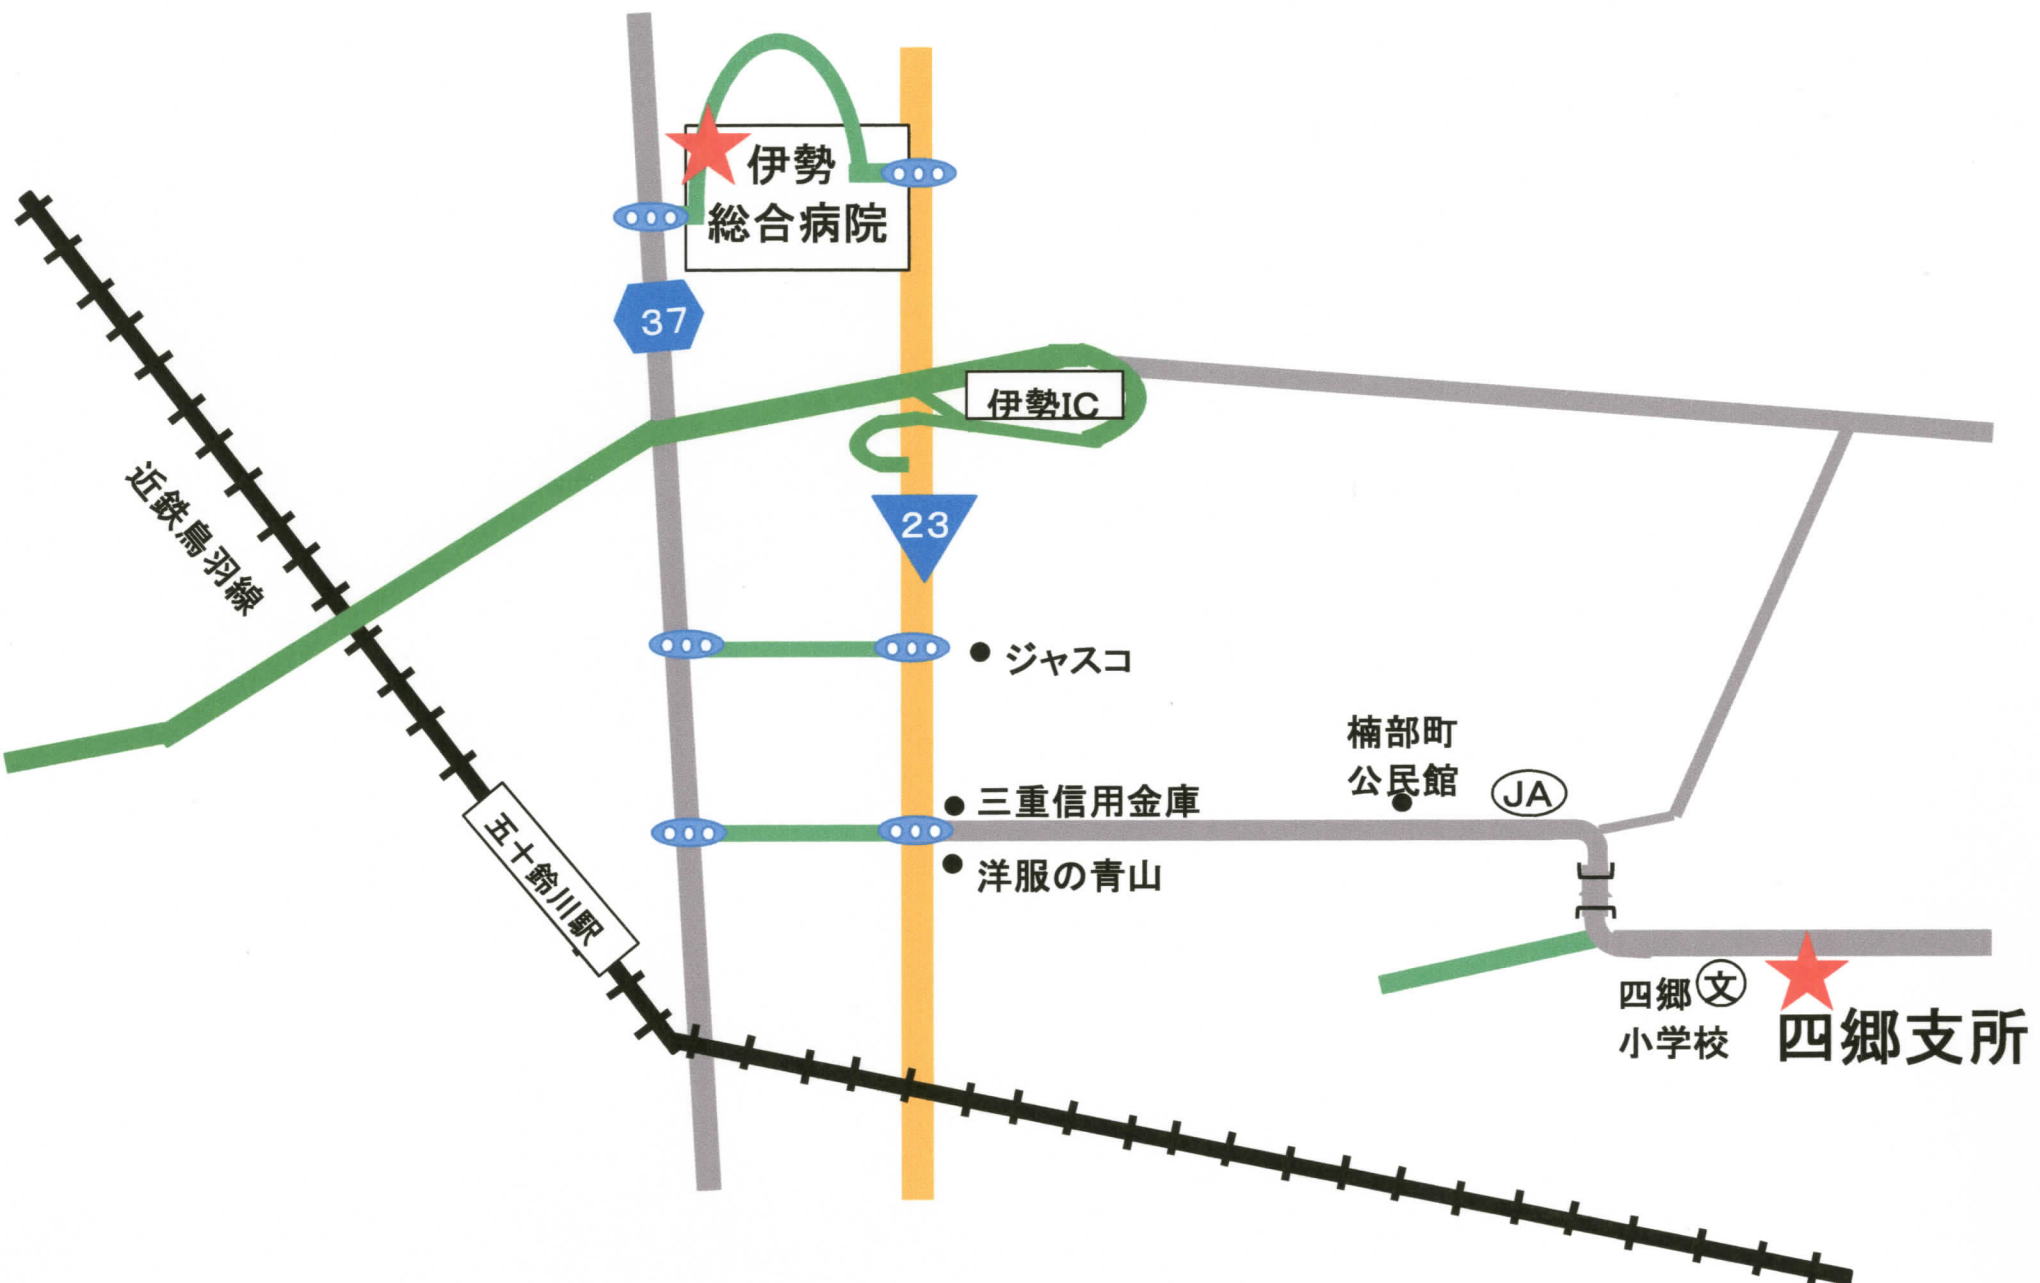 伊勢
総合病院
37
伊勢IC
近鉄鳥羽線
23
ジャスコ
楠部町
公民館
JA
三重信用金庫
洋服の青山
五十鈴川駅
四郷
小学校
文
四郷支所